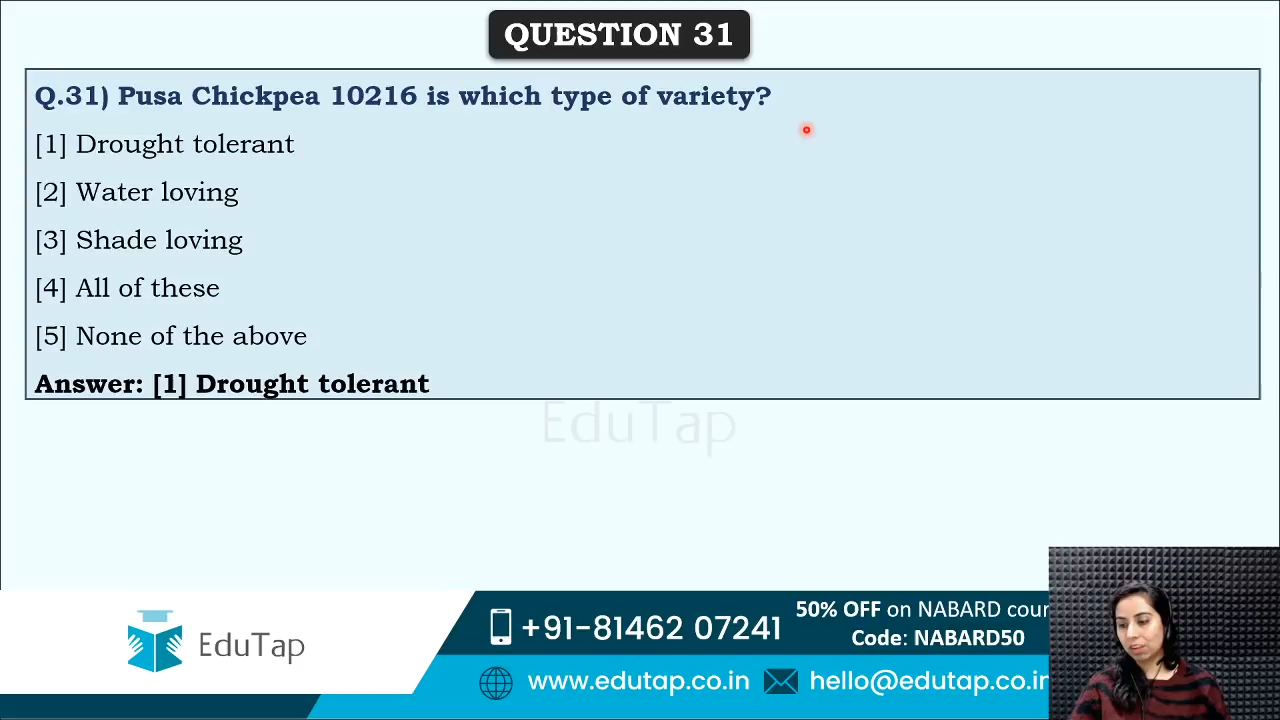 QUESTION 31
Q.31) Pusa Chickpea 10216 is which type of variety?
[1] Drought tolerant
[2] Water loving
[3] Shade loving
[4] All of these
[5] None of the above
Answer: [1] Drought tolerant
EduTap
EduTap
+91-81462 07241
50% OFF on NABARD cour
Code: NABARD50
www.edutap.co.in
hello@edutap.co.in